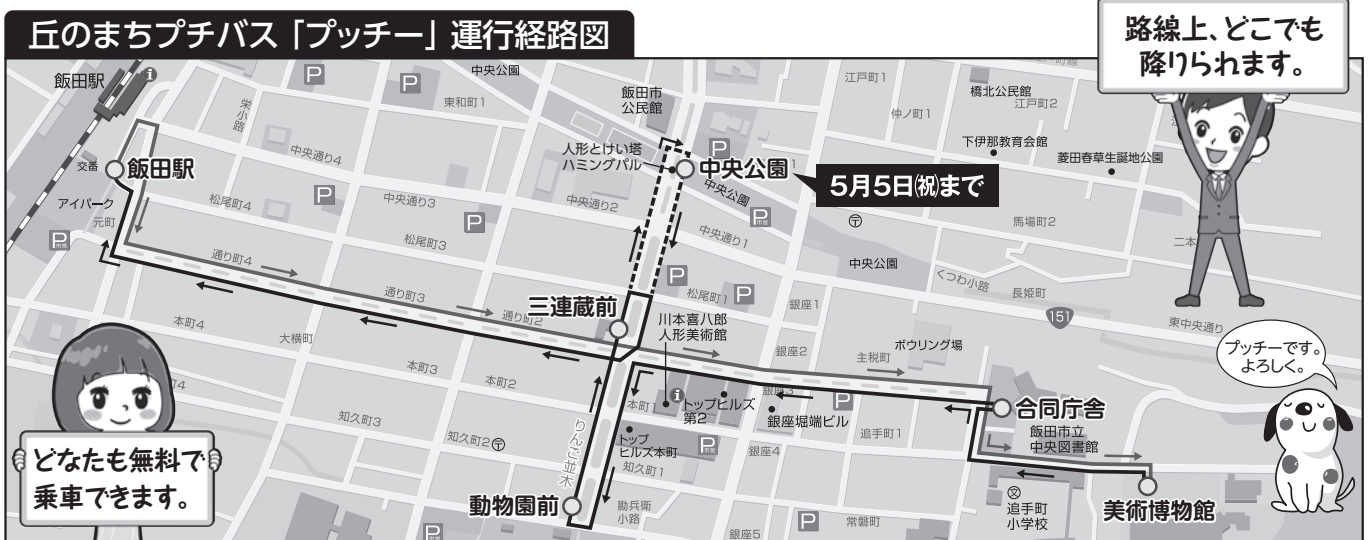 丘のまちプチバス「プッチー」運行経路図
路線上、どこでも
降りられます。
飯田駅
中央公園
東和町1
飯田市
公民館
江戸町1
仲ノ町1
橋北公民館
江戸町2
下伊那教育会館
菱田春草生誕地公園
栄小路
中央通り4
人形とけい塔
ハミングパル
中央公園
5月5日㈷まで
交番
飯田駅
アイパーク
元町
松尾町4
中央通り3
中央通り2
中央公園
中央通り1
馬場町2
二本
松尾町3
通り町4
中央公園
くつわ小路
長姫町
151
東中央通り
通り町3
通り町2
三連蔵前
松尾町1
銀座1
川本喜八郎
人形美術館
本町4
大横町
本町3
本町2
銀座2
主税町
ボウリング場
プッチーです。
よろしく。
本町1
トップヒルズ
第2
銀座3
銀座堀端ビル
合同庁舎
飯田市立
中央図書館
追手町1
知久町3
知久町2
りんご並木
トップ
ヒルズ本町
知久町1
銀座4
どなたも無料で
乗車できます。
動物園前
勘兵衛
小路
銀座5
常磐町
追手町
小学校
美術博物館